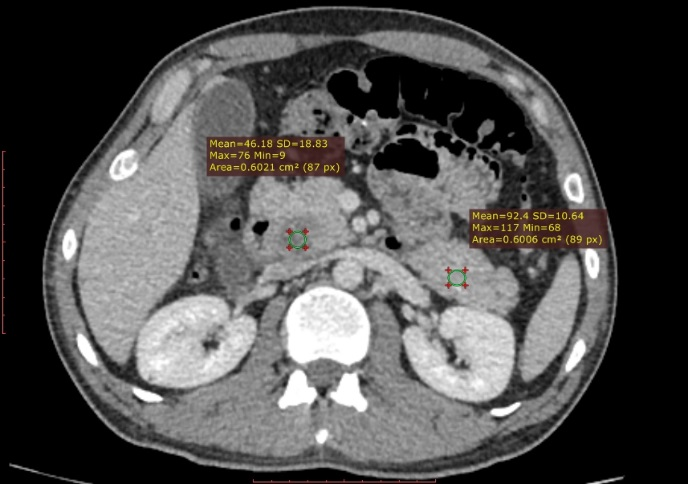 Mean=46.18 SD=18.83
Max=76 Min=9
Area=0.6021 cm² (87 px)
Mean=92.4 SD=10.64
Max=117 Min=68
Area=0.6006 cm² (89 px)